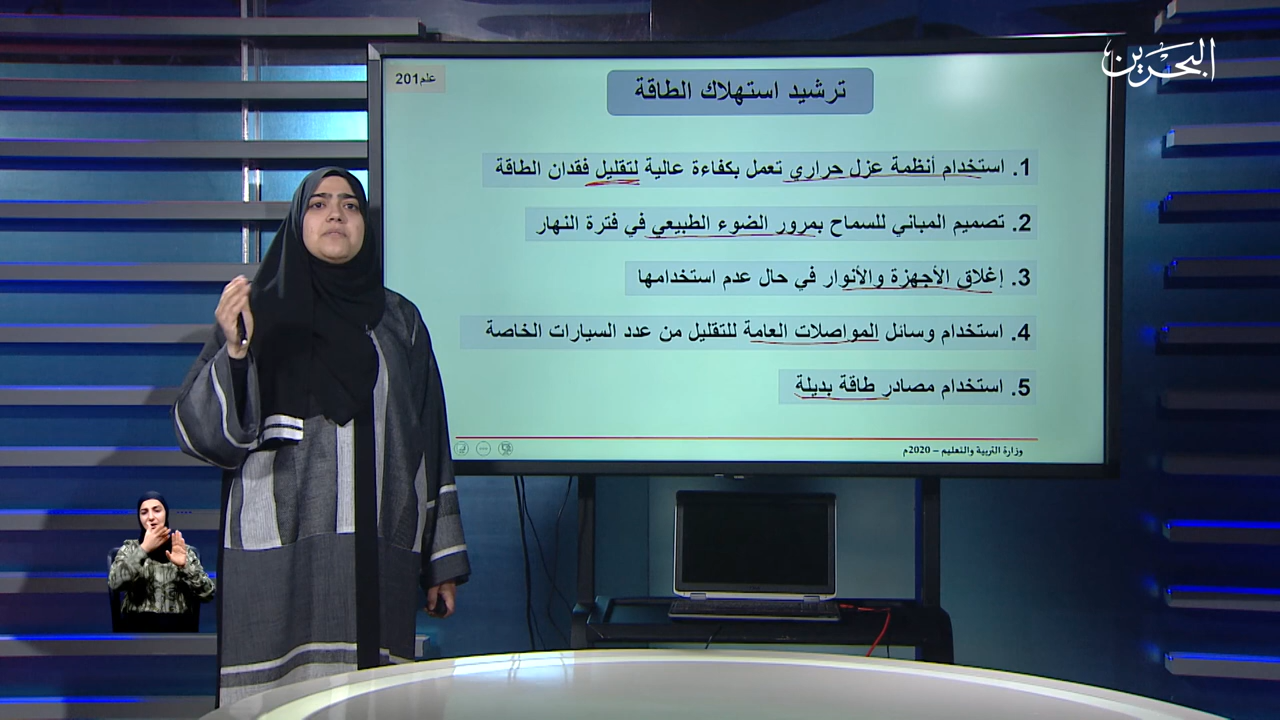 البحرين
علم201
ترشيد استهلاك الطاقة
1. استخدام أنظمة عزل حراري تعمل بكفاءة عالية لتقليل فقدان الطاقة
2. تصميم المباني للسماح بمرور الضوء الطبيعي في فترة النهار
3. إغلاق الأجهزة والأنوار في حال عدم استخدامها
4. استخدام وسائل المواصلات العامة للتقليل من عدد السيارات الخاصة
5. استخدام مصادر طاقة بديلة
وزارة التربية والتعليم – 2020م